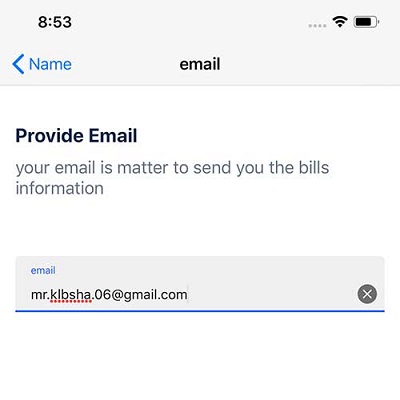 8:53
Name
email
Provide Email
your email is matter to send you the bills
information
email
mr.klbsha.06@gmail.com